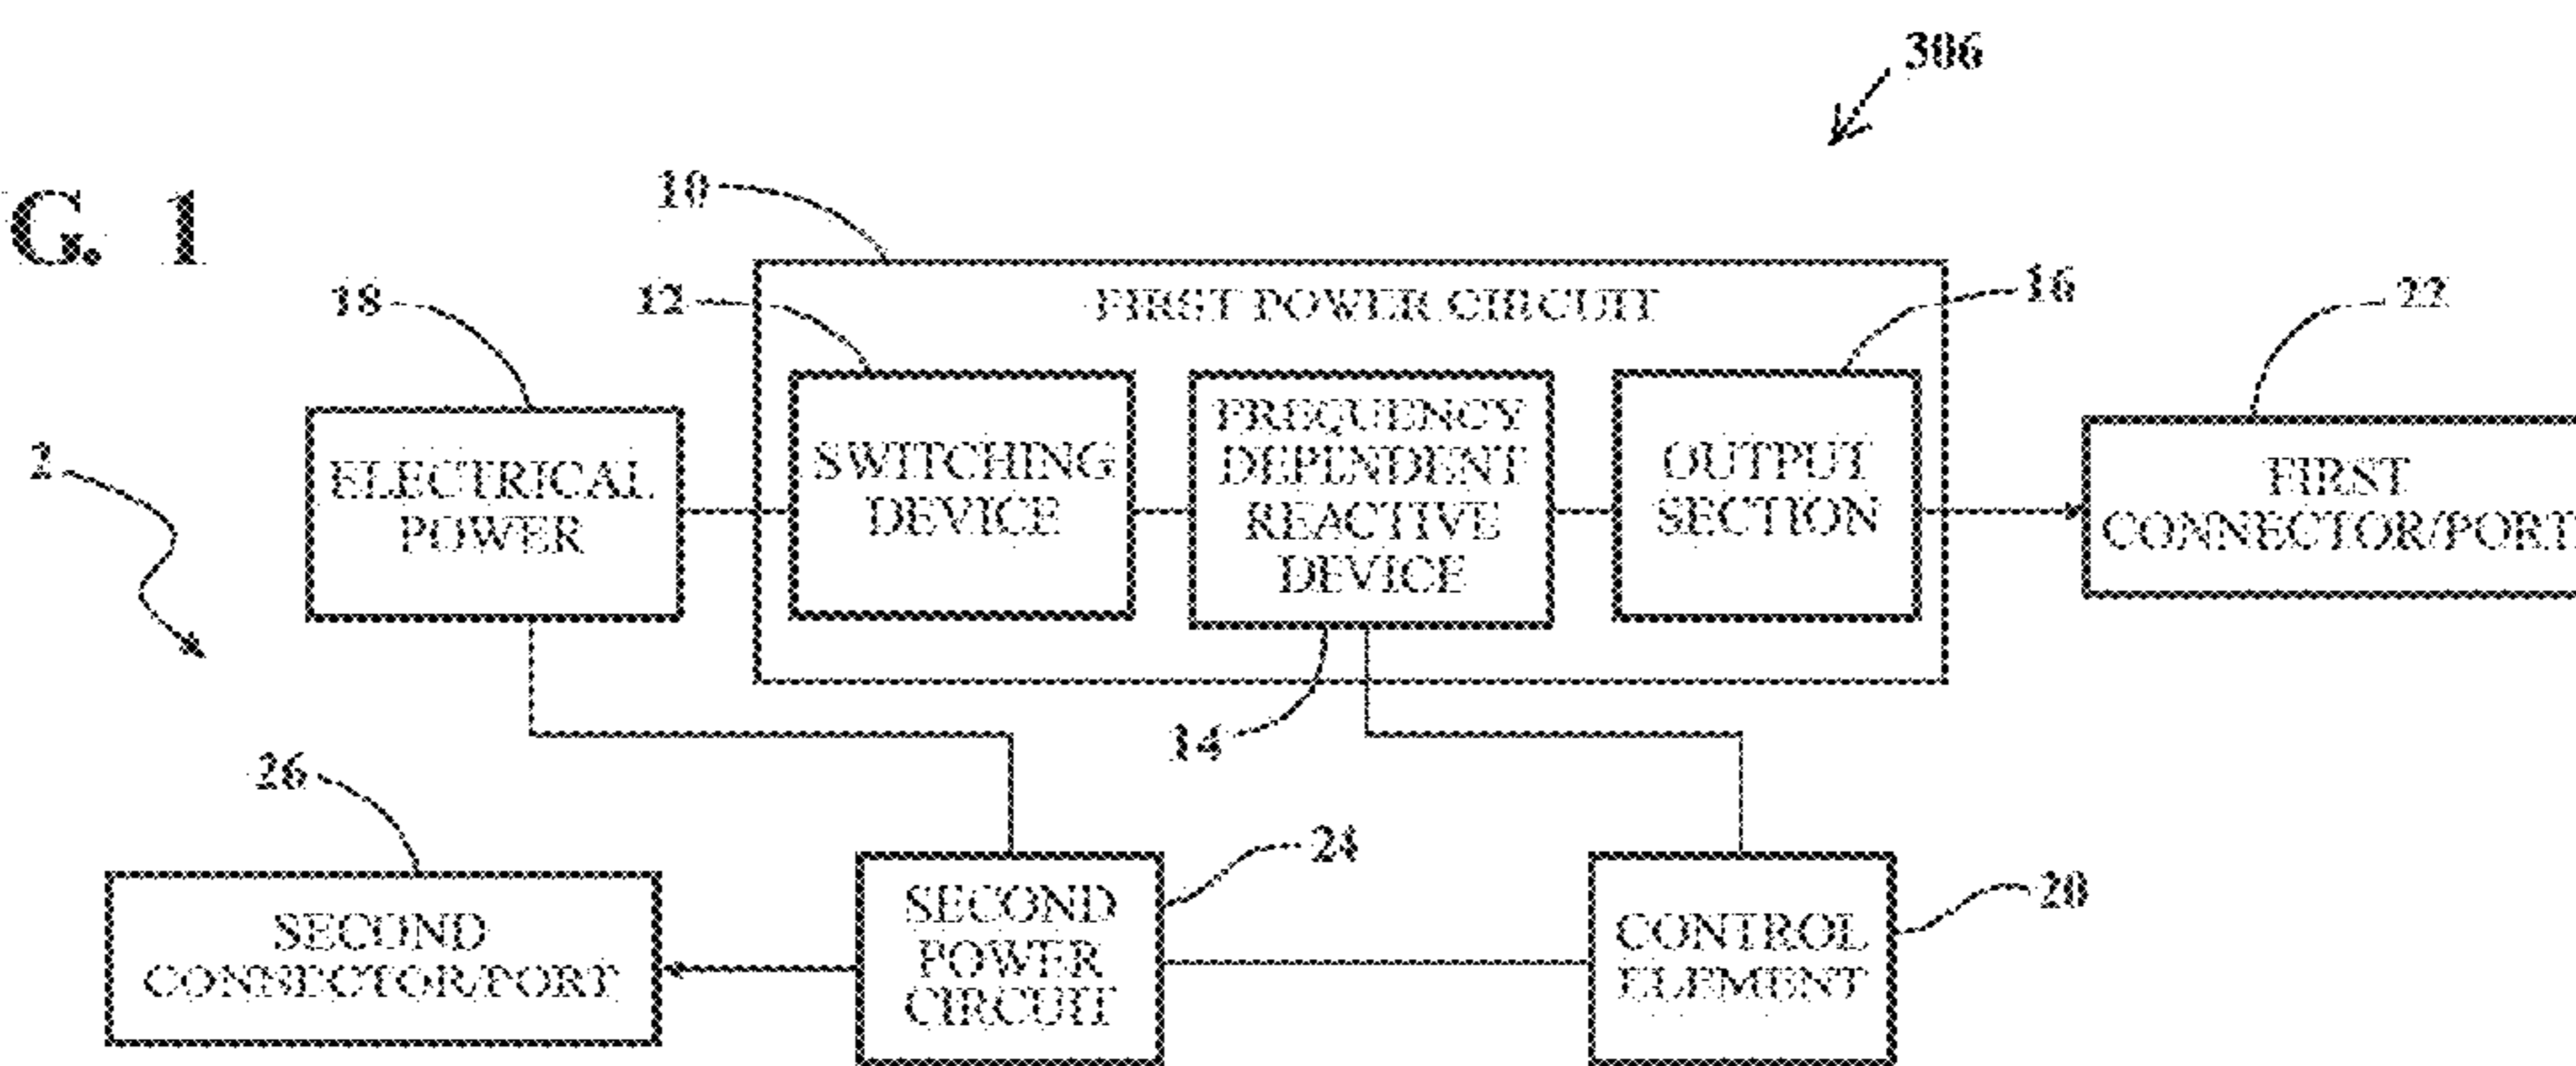 306
G. 1
10
18
12
FIRST POWER CIRCUIT
16
22
2
ELECTRICAL
POWER
SWITCHING
DEVICE
FREQUENCY
DEPENDENT
REACTIVE
DEVICE
OUTPUT
SECTION
FIRST
CONNECTOR/PORT
14
26
24
20
SECOND
CONNECTOR/PORT
SECOND
POWER
CIRCUIT
CONTROL
ELEMENT